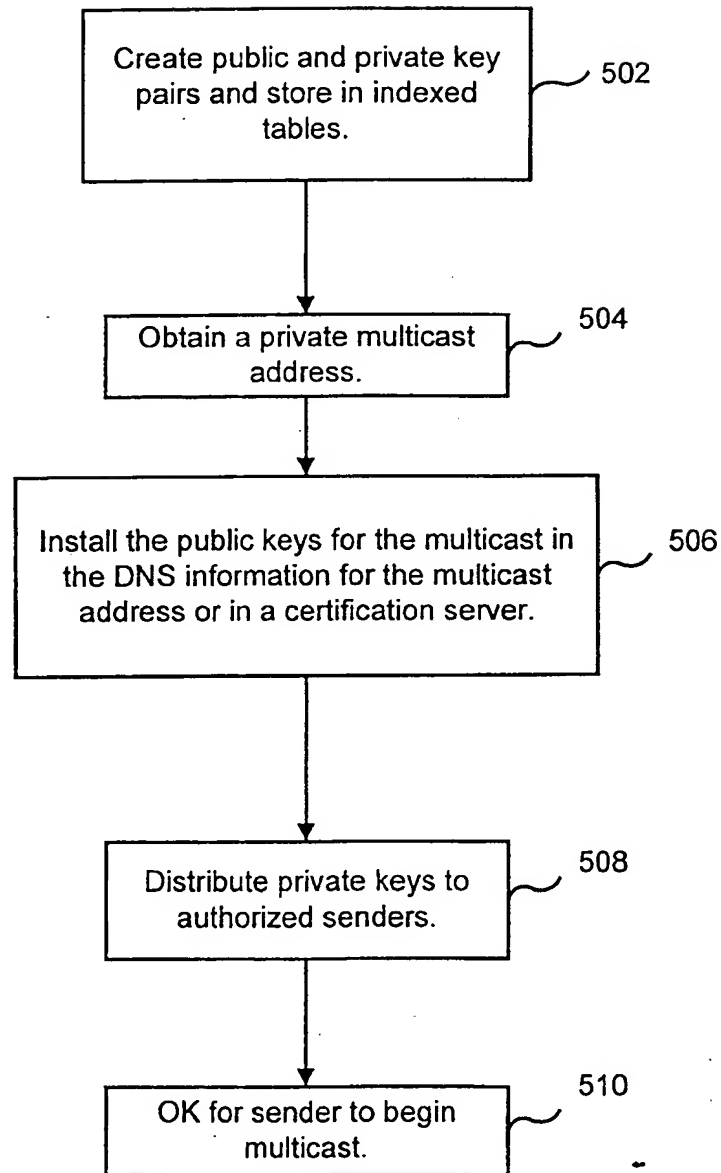 Create public and private key
pairs and store in indexed
tables.
502
Obtain a private multicast
address.
504
Install the public keys for the multicast in
the DNS information for the multicast
address or in a certification server.
506
Distribute private keys to
authorized senders.
508
OK for sender to begin
multicast.
510